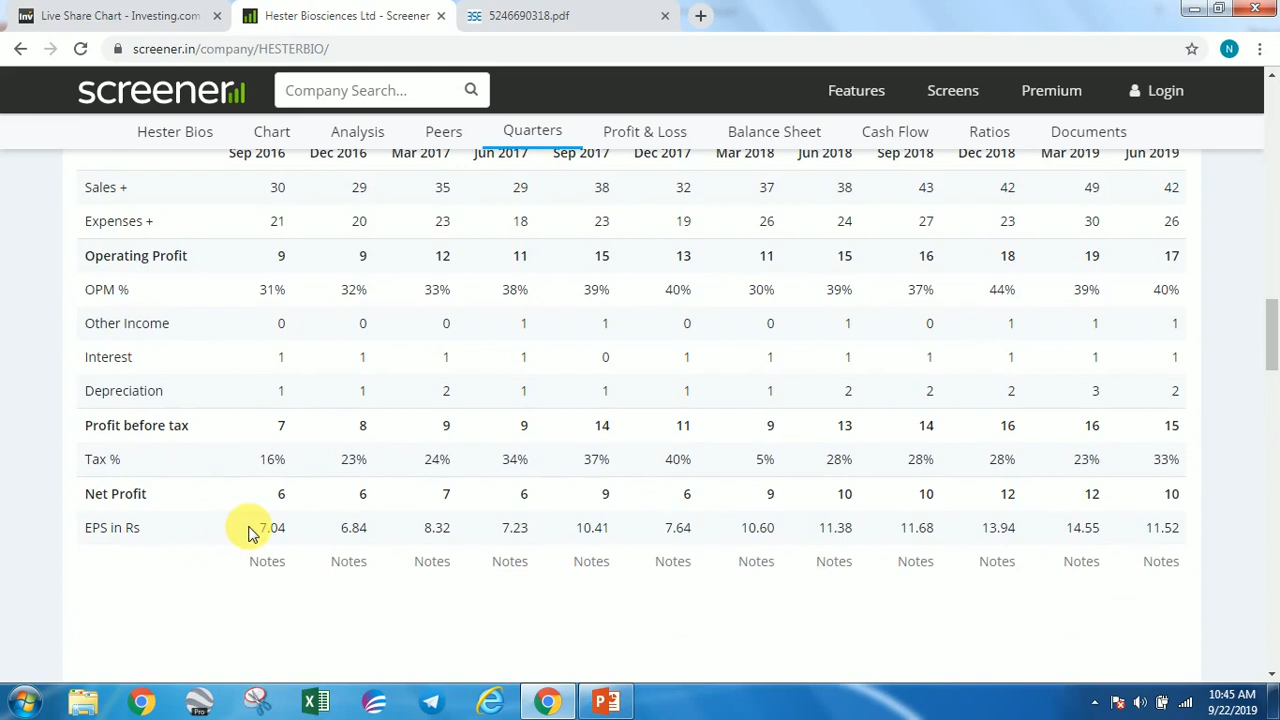 Inv Live Share Chart - Investing.com × Hester Biosciences Ltd - Screener × 5246690318.pdf × +
screener.in/company/HESTERBIO/ N
screener Company Search... Features Screens Premium Login
Hester Bios Chart Analysis Peers Quarters Profit & Loss Balance Sheet Cash Flow Ratios Documents
Sep 2016 Dec 2016 Mar 2017 Jun 2017 Sep 2017 Dec 2017 Mar 2018 Jun 2018 Sep 2018 Dec 2018 Mar 2019 Jun 2019
Sales + 30 29 35 29 38 32 37 38 43 42 49 42
Expenses + 21 20 23 18 23 19 26 24 27 23 30 26
Operating Profit 9 9 12 11 15 13 11 15 16 18 19 17
OPM % 31% 32% 33% 38% 39% 40% 30% 39% 37% 44% 39% 40%
Other Income 0 0 0 1 1 0 0 1 0 1 1 1
Interest 1 1 1 1 0 1 1 1 1 1 1 1
Depreciation 1 1 2 1 1 1 1 2 2 2 3 2
Profit before tax 7 8 9 9 14 11 9 13 14 16 16 15
Tax % 16% 23% 24% 34% 37% 40% 5% 28% 28% 28% 23% 33%
Net Profit 6 6 7 6 9 6 9 10 10 12 12 10
EPS in Rs 7.04 6.84 8.32 7.23 10.41 7.64 10.60 11.38 11.68 13.94 14.55 11.52
Notes Notes Notes Notes Notes Notes Notes Notes Notes Notes Notes Notes
Pro
10:45 AM
9/22/2019